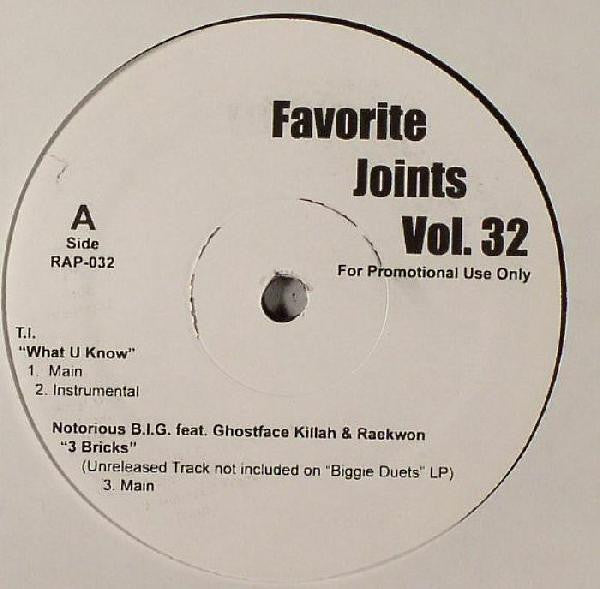 Favorite
Joints
Vol. 32
For Promotional Use Only
A
Side
RAP-032
T.I.
"What U Know"
1. Main
2. Instrumental
Notorious B.I.G. feat. Ghostface Killah & Raekwon
"3 Bricks"
(Unreleased Track not included on "Biggie Duets" LP)
3. Main